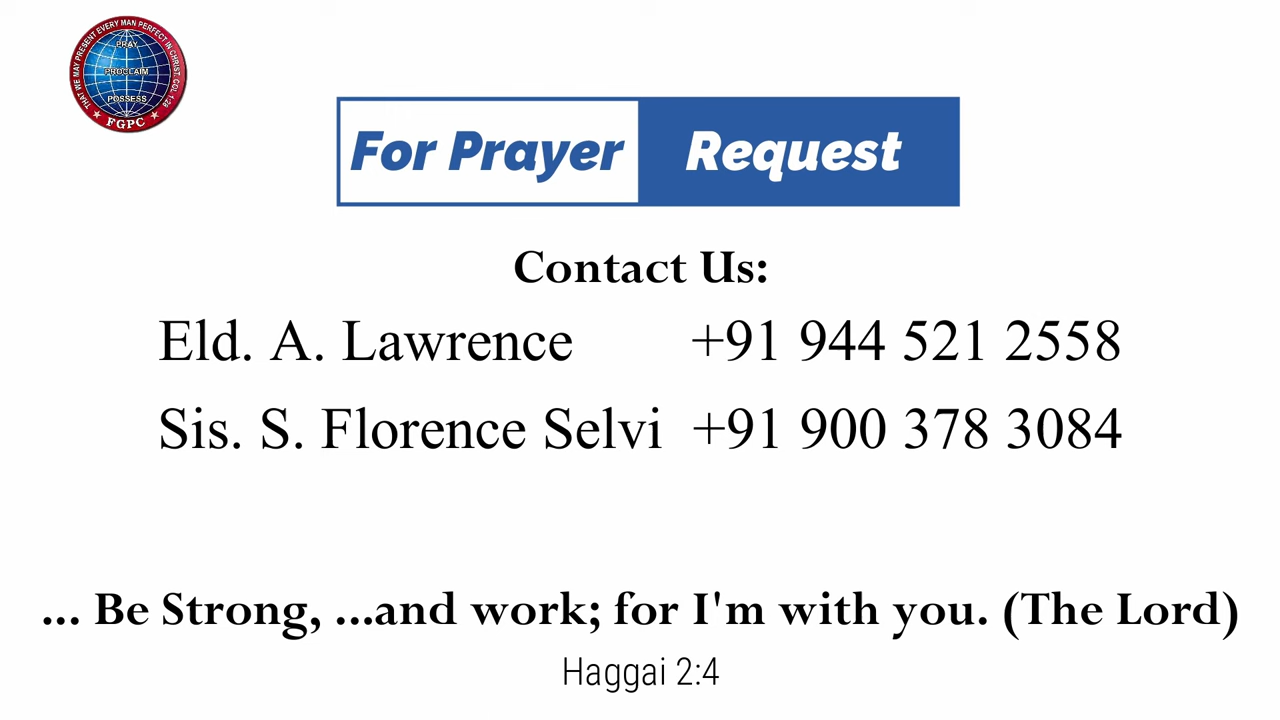 THAT WE MAY PRESENT EVERY MAN PERFECT IN CHRIST. COL 1:28
PRAY
PROCLAIM
POSSESS
★ FGPC ★
For Prayer Request
Contact Us:
Eld. A. Lawrence +91 944 521 2558
Sis. S. Florence Selvi +91 900 378 3084
... Be Strong, ...and work; for I'm with you. (The Lord)
Haggai 2:4